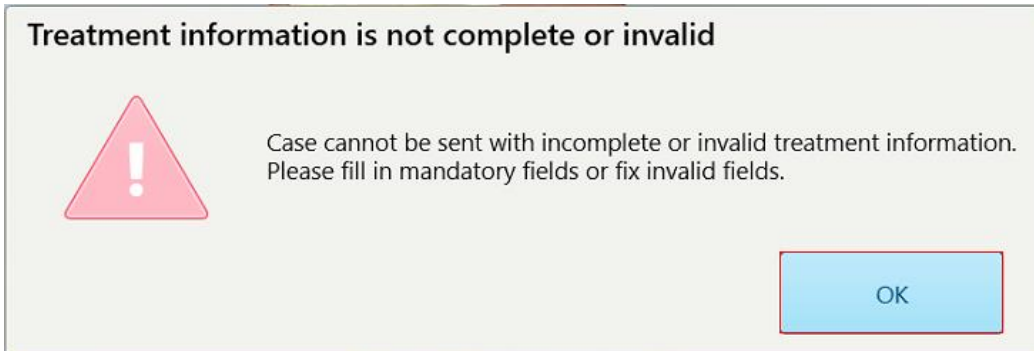 Treatment information is not complete or invalid
Case cannot be sent with incomplete or invalid treatment information.
Please fill in mandatory fields or fix invalid fields.
OK